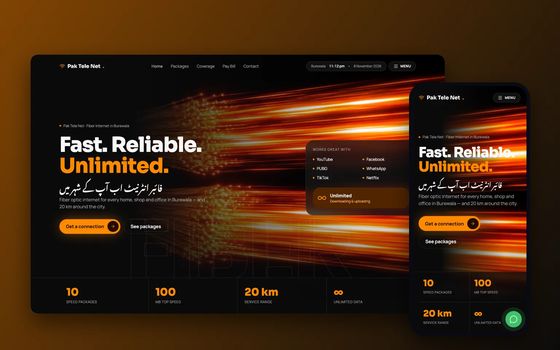 Pak Tele Net
Home Packages Coverage Pay Bill Contact
Burewala 11:12 pm • 8 November 2026
MENU
Pak Tele Net · Fiber Internet in Burewala
Fast. Reliable.
Unlimited.
فائبر انٹرنیٹ اب آپ کے شہر میں
Fiber optic internet for every home, shop and office in Burewala — and
20 km around the city.
Get a connection
See packages
WORKS GREAT WITH
YouTube Facebook
PUBG WhatsApp
TikTok Netflix
∞ Unlimited
Downloading & uploading
10
SPEED PACKAGES
100
MB TOP SPEED
20 km
SERVICE RANGE
∞
UNLIMITED DATA
Pak Tele Net
MENU
Pak Tele Net · Fiber Internet in Burewala
Fast. Reliable.
Unlimited.
فائبر انٹرنیٹ اب آپ کے شہر میں
Fiber optic internet for every home, shop and
office in Burewala — and 20 km around the city.
Get a connection
See packages
10
SPEED PACKAGES
100
MB TOP SPEED
20 km
SERVICE RANGE
∞
UNLIMITED DATA